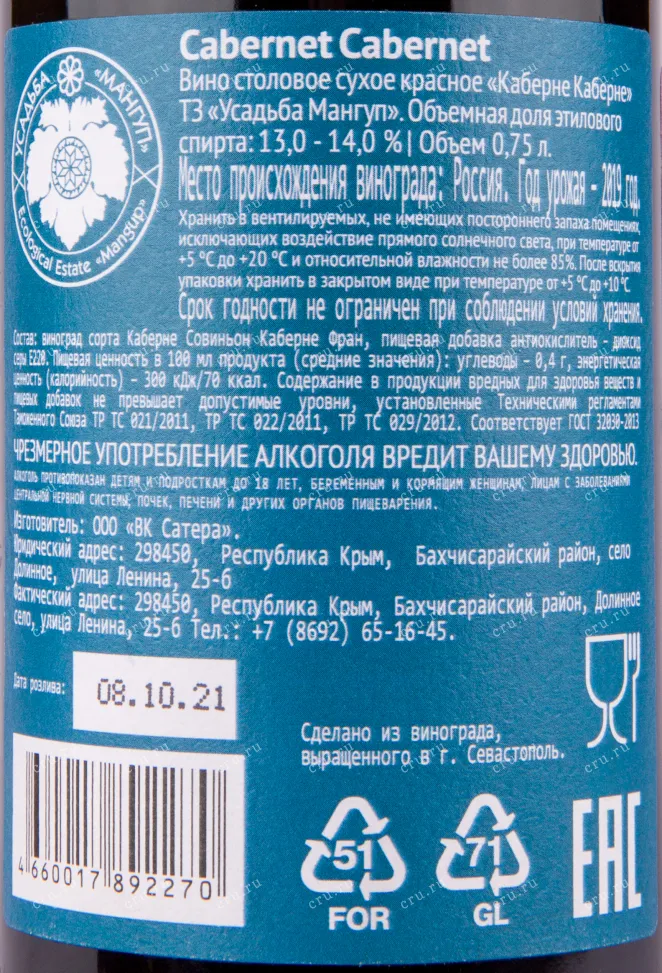 Cabernet Cabernet
Вино столовое сухое красное «Каберне Каберне»
ТЗ «Усадьба Мангуп». Объемная доля этилового
спирта: 13,0 - 14,0 % | Объем 0,75 л.
Место происхождения винограда: Россия. Год урожая - 2019 год.
Хранить в вентилируемых, не имеющих постороннего запаха помещениях,
исключающих воздействие прямого солнечного света, при температуре от
+5 °С до +20 °С и относительной влажности не более 85%. После вскрытия
упаковки хранить в закрытом виде при температуре от +5 °С до +10 °С.
Срок годности не ограничен при соблюдении условий хранения.
УСАДЬБА «МАНГУП»
Ecological Estate «Mangup»
Состав: виноград сорта Каберне Совиньон Каберне Фран, пищевая добавка антиокислитель - диоксид
серы Е220. Пищевая ценность в 100 мл продукта (средние значения): углеводы - 0,4 г, энергетическая
ценность (калорийность) - 300 кДж/70 ккал. Содержание в продукции вредных для здоровья веществ и
пищевых добавок не превышает допустимые уровни, установленные Техническими регламентами
Таможенного Союза ТР ТС 021/2011, ТР ТС 022/2011, ТР ТС 029/2012. Соответствует ГОСТ 32030-2013
ЧРЕЗМЕРНОЕ УПОТРЕБЛЕНИЕ АЛКОГОЛЯ ВРЕДИТ ВАШЕМУ ЗДОРОВЬЮ.
АЛКОГОЛЬ ПРОТИВОПОКАЗАН ДЕТЯМ И ПОДРОСТКАМ ДО 18 ЛЕТ, БЕРЕМЕННЫМ И КОРМЯЩИМ ЖЕНЩИНАМ, ЛИЦАМ С ЗАБОЛЕВАНИЯМИ
ЦЕНТРАЛЬНОЙ НЕРВНОЙ СИСТЕМЫ, ПОЧЕК, ПЕЧЕНИ И ДРУГИХ ОРГАНОВ ПИЩЕВАРЕНИЯ.
Изготовитель: ООО «ВК Сатера».
Юридический адрес: 298450, Республика Крым, Бахчисарайский район, село
Долинное, улица Ленина, 25-б
Фактический адрес: 298450, Республика Крым, Бахчисарайский район, Долинное
село, улица Ленина, 25-б Тел.: +7 (8692) 65-16-45.
Дата розлива:
08.10.21
Сделано из винограда,
выращенного в г. Севастополь.
4 660017 892270
51
FOR
71
GL
EAC
cru.ru